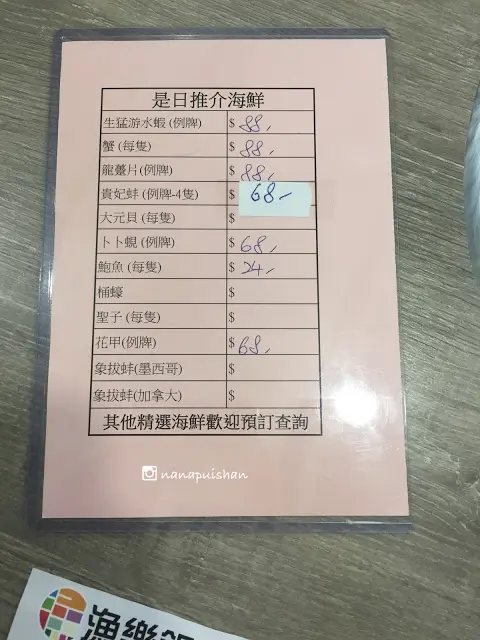 是日推介海鮮
生猛游水蝦 (例牌) $ 88.
蟹 (每隻) $ 88.
龍躉片(例牌) $ 88.
貴妃蚌 (例牌-4隻) $ 68-
大元貝 (每隻) $
卜卜蜆 (例牌) $ 68.
鮑魚 (每隻) $ 24-
桶蠔 $
聖子 (每隻) $
花甲(例牌) $ 68.
象拔蚌(墨西哥) $
象拔蚌(加拿大) $
其他精選海鮮歡迎預訂查詢
nanapuishan
漁樂